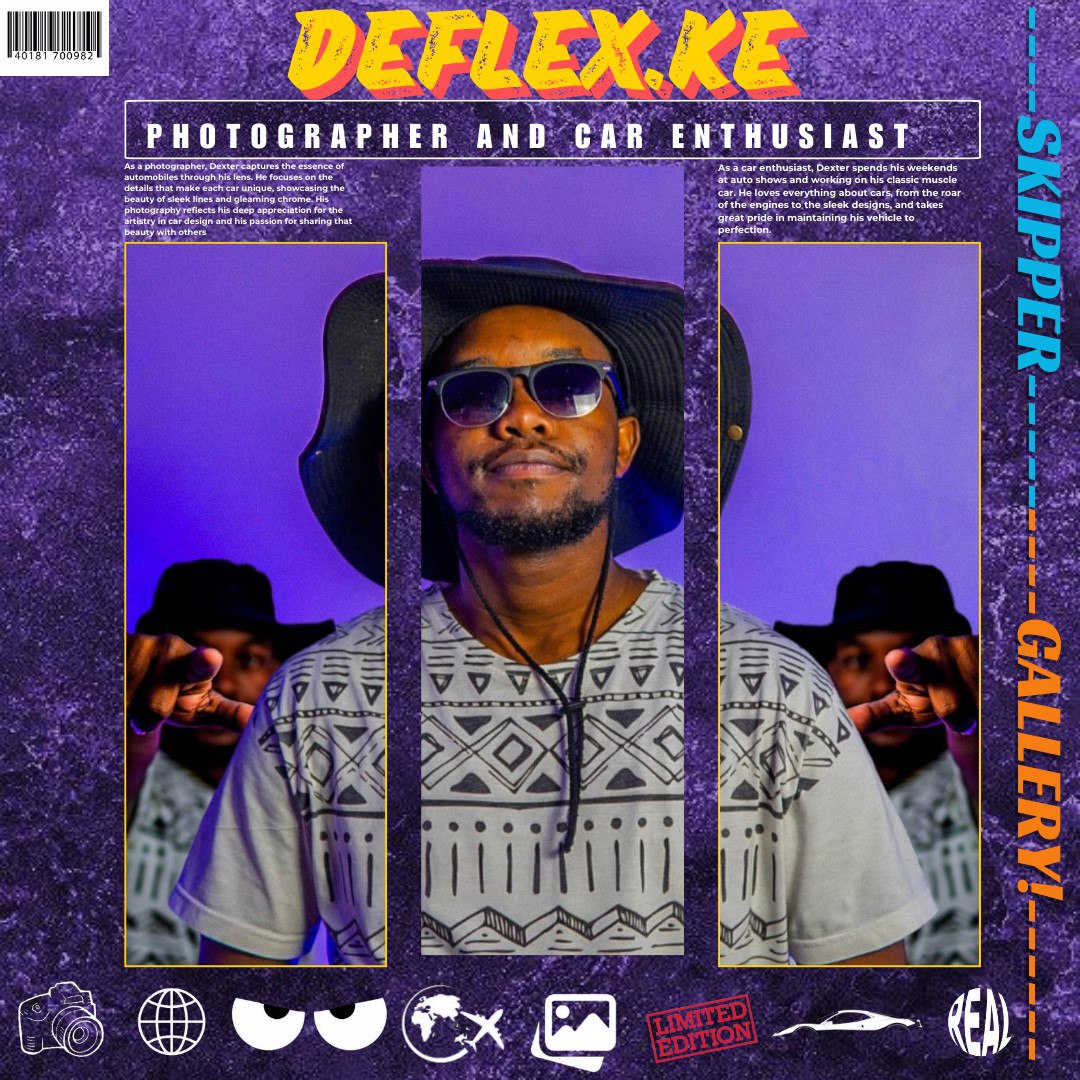 40181 700982
DEFLEX.KE
PHOTOGRAPHER AND CAR ENTHUSIAST
As a photographer, Dexter captures the essence of
automobiles through his lens. He focuses on the
details that make each car unique, showcasing the
beauty of sleek lines and gleaming chrome. His
photography reflects his deep appreciation for the
artistry in car design and his passion for sharing that
beauty with others
As a car enthusiast, Dexter spends his weekends
at auto shows and working on his classic muscle
car. He loves everything about cars, from the roar
of the engines to the sleek designs, and takes
great pride in maintaining his vehicle to
perfection.
----SKIPPER---------GALLERY!-------
LIMITED
EDITION
REAL